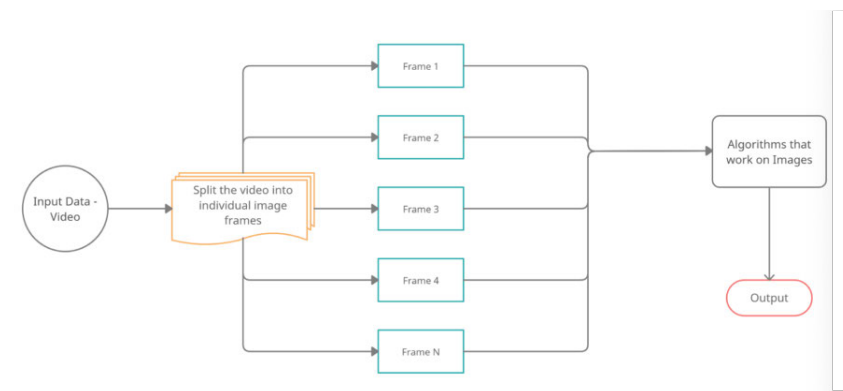 Input Data -
Video
Split the video into
individual image
frames
Frame 1
Frame 2
Frame 3
Frame 4
Frame N
Algorithms that
work on Images
Output